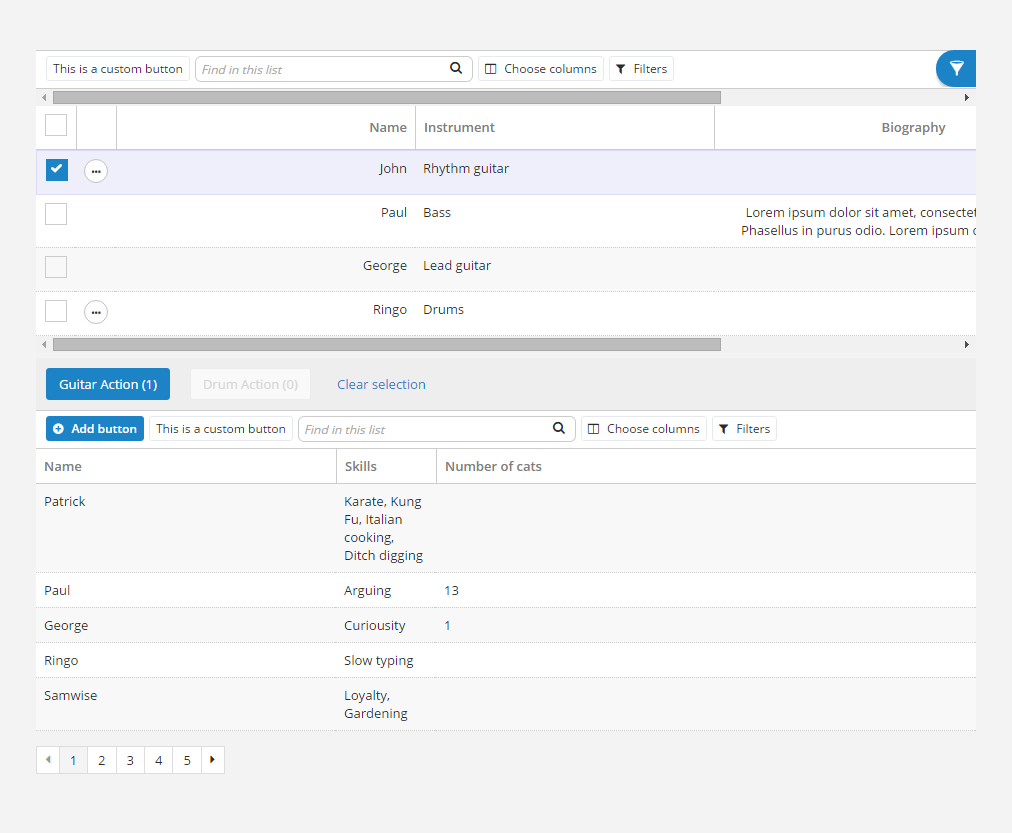 This is a custom button Find in this list Choose columns Filters
Name Instrument Biography
John Rhythm guitar
Paul Bass Lorem ipsum dolor sit amet, consectet
Phasellus in purus odio. Lorem ipsum
George Lead guitar
Ringo Drums
Guitar Action (1) Drum Action (0) Clear selection
Add button This is a custom button Find in this list Choose columns Filters
Name Skills Number of cats
Patrick Karate, Kung
Fu, Italian
cooking,
Ditch digging
Paul Arguing 13
George Curiousity 1
Ringo Slow typing
Samwise Loyalty,
Gardening
1 2 3 4 5